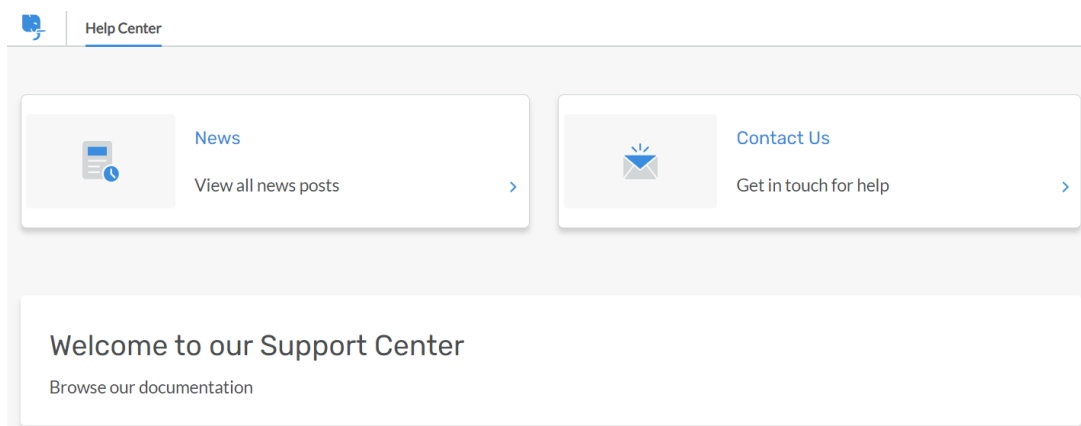 Help Center
News
View all news posts
Contact Us
Get in touch for help
Welcome to our Support Center
Browse our documentation